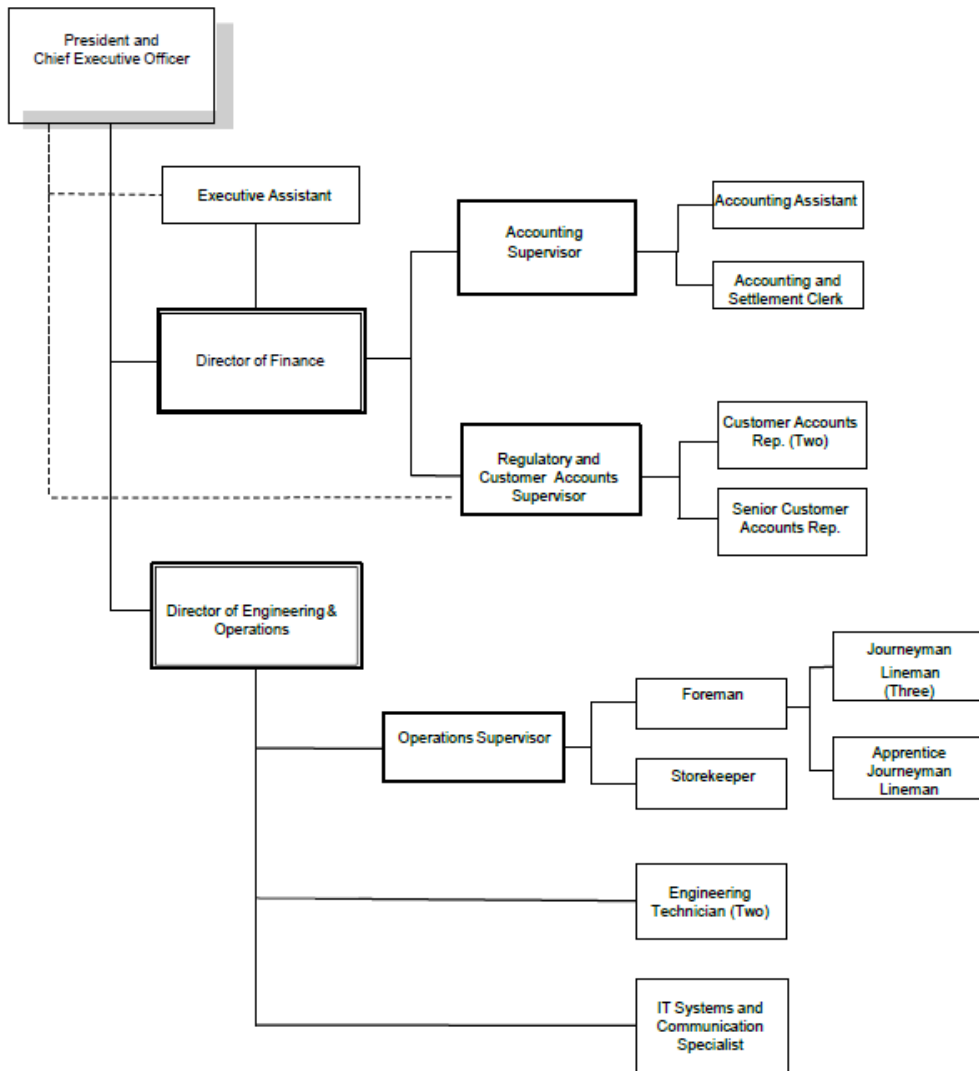 President and
Chief Executive Officer
Executive Assistant
Accounting
Supervisor
Accounting Assistant
Accounting and
Settlement Clerk
Director of Finance
Regulatory and
Customer Accounts
Supervisor
Customer Accounts
Rep. (Two)
Senior Customer
Accounts Rep.
Director of Engineering &
Operations
Operations Supervisor
Foreman
Journeyman
Lineman
(Three)
Storekeeper
Apprentice
Journeyman
Lineman
Engineering
Technician (Two)
IT Systems and
Communication
Specialist